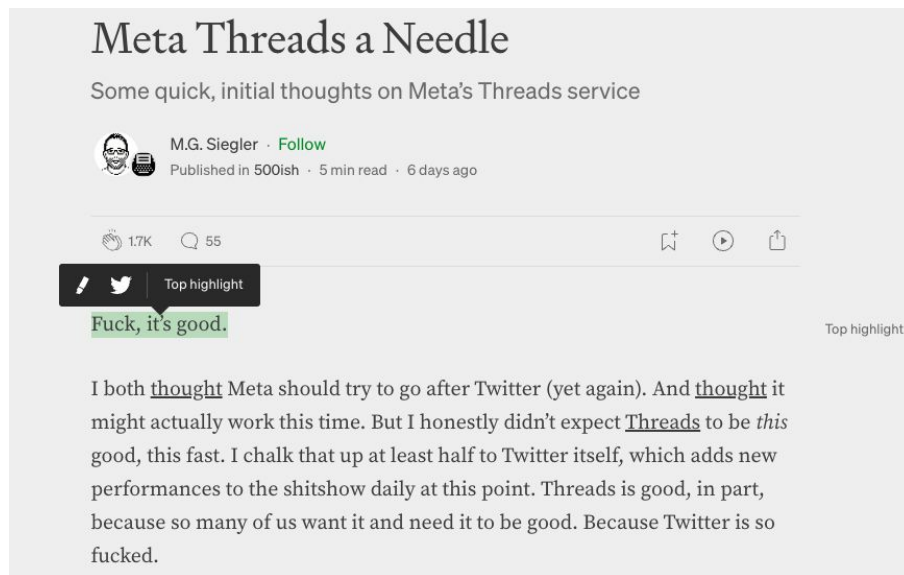 Meta Threads a Needle
Some quick, initial thoughts on Meta’s Threads service
M.G. Siegler · Follow
Published in 500ish · 5 min read · 6 days ago
1.7K 55
Top highlight
Fuck, it’s good.
Top highlight
I both thought Meta should try to go after Twitter (yet again). And thought it
might actually work this time. But I honestly didn’t expect Threads to be this
good, this fast. I chalk that up at least half to Twitter itself, which adds new
performances to the shitshow daily at this point. Threads is good, in part,
because so many of us want it and need it to be good. Because Twitter is so
fucked.